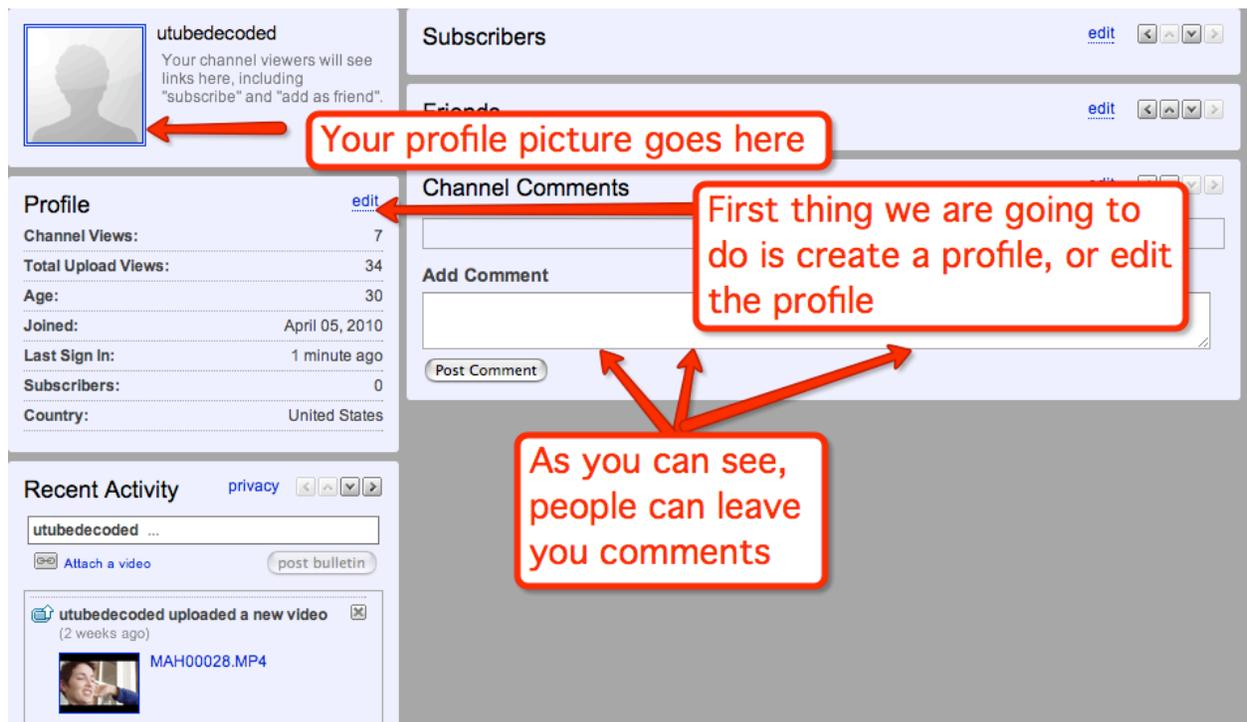 utubedecoded
Your channel viewers will see
links here, including
"subscribe" and "add as friend".
Profile
edit
Channel Views: 7
Total Upload Views: 34
Age: 30
Joined: April 05, 2010
Last Sign In: 1 minute ago
Subscribers: 0
Country: United States
Recent Activity
privacy
utubedecoded ...
Attach a video
post bulletin
utubedecoded uploaded a new video
(2 weeks ago)
MAH00028.MP4
Subscribers
edit
Friends
edit
Your profile picture goes here
Channel Comments
edit
First thing we are going to
do is create a profile, or edit
the profile
Add Comment
Post Comment
As you can see,
people can leave
you comments